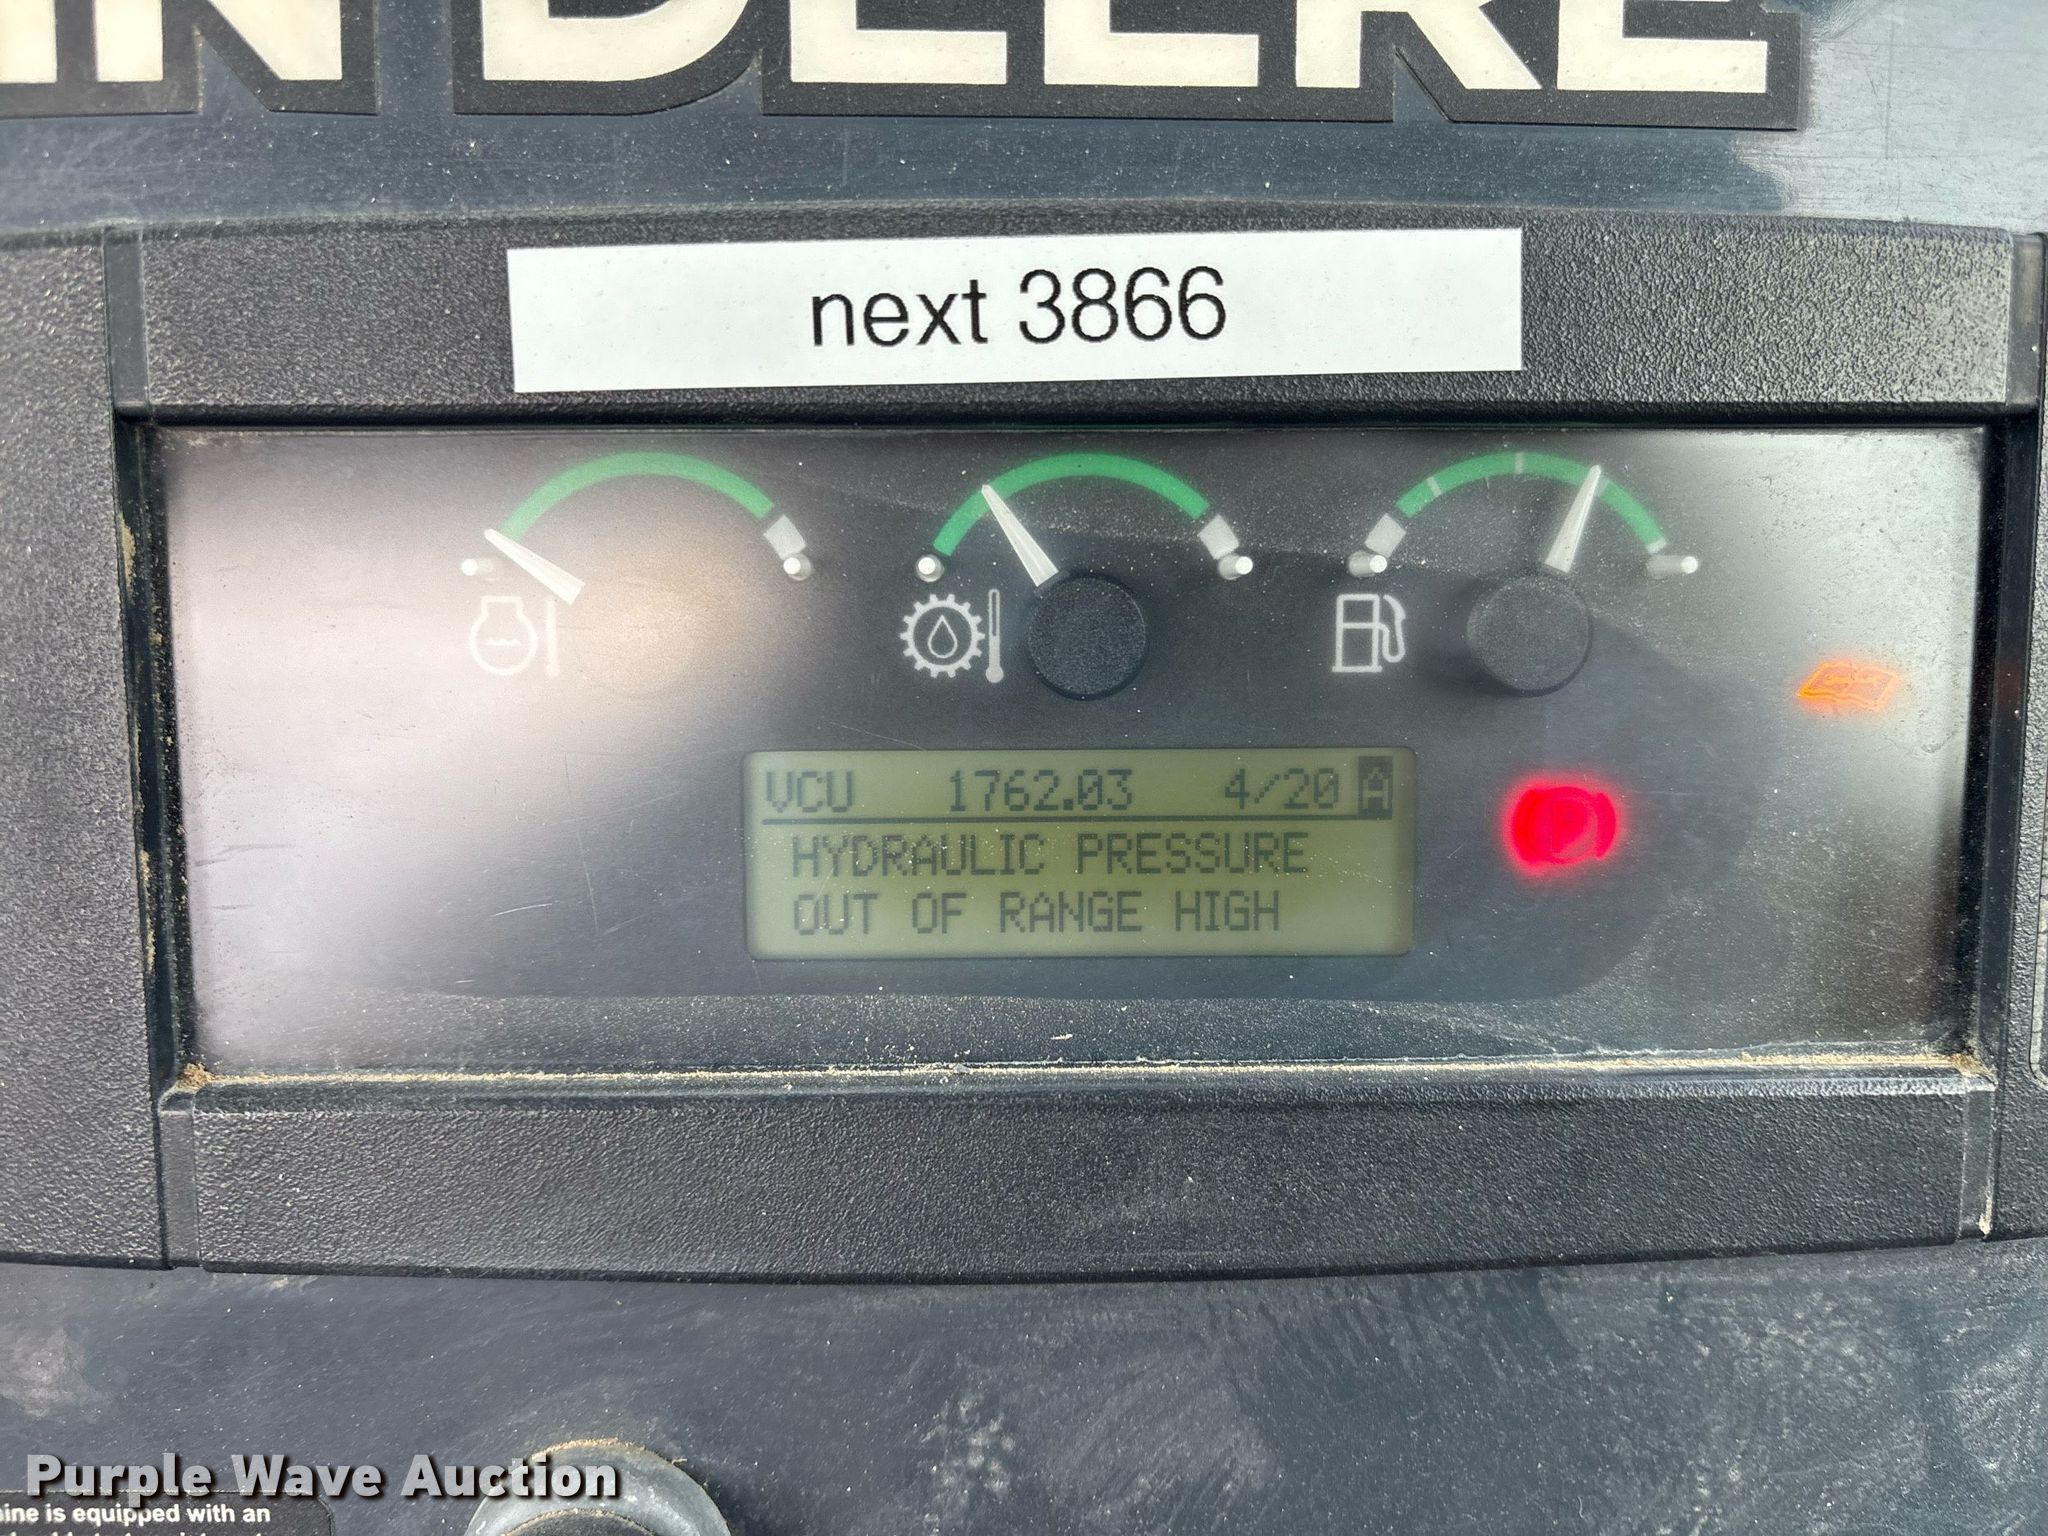 N DEERE
next 3866
VCU 1762.03 4/20 A
HYDRAULIC PRESSURE
OUT OF RANGE HIGH
Purple Wave Auction
ine is equipped with an